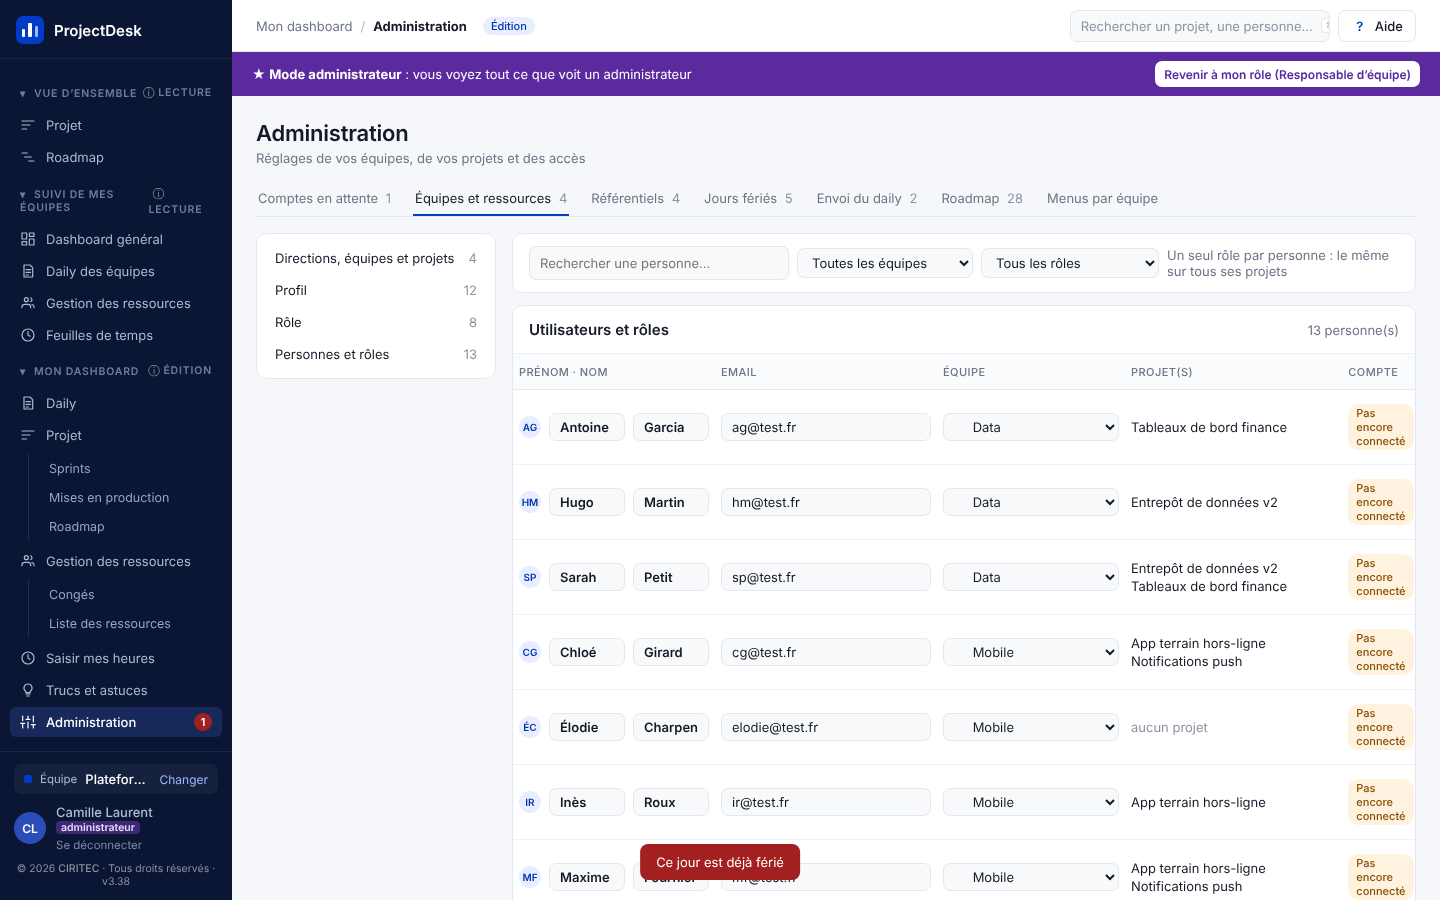 ProjectDesk
▾ VUE D'ENSEMBLE ⓘ LECTURE
Projet
Roadmap
▾ SUIVI DE MES ÉQUIPES ⓘ LECTURE
Dashboard général
Daily des équipes
Gestion des ressources
Feuilles de temps
▾ MON DASHBOARD ⓘ ÉDITION
Daily
Projet
Sprints
Mises en production
Roadmap
Gestion des ressources
Congés
Liste des ressources
Saisir mes heures
Trucs et astuces
Administration 1
Équipe Platefor... Changer
CL
Camille Laurent
administrateur
Se déconnecter
© 2026 CIRITEC · Tous droits réservés ·
v3.38
Mon dashboard / Administration Édition
Rechercher un projet, une personne...
? Aide
★ Mode administrateur : vous voyez tout ce que voit un administrateur
Revenir à mon rôle (Responsable d'équipe)
Administration
Réglages de vos équipes, de vos projets et des accès
Comptes en attente 1
Équipes et ressources 4
Référentiels 4
Jours fériés 5
Envoi du daily 2
Roadmap 28
Menus par équipe
Directions, équipes et projets 4
Profil 12
Rôle 8
Personnes et rôles 13
Rechercher une personne...
Toutes les équipes
Tous les rôles
Un seul rôle par personne : le même
sur tous ses projets
Utilisateurs et rôles 13 personne(s)
PRÉNOM · NOM EMAIL ÉQUIPE PROJET(S) COMPTE
AG Antoine Garcia ag@test.fr Data Tableaux de bord finance Pas encore connecté
HM Hugo Martin hm@test.fr Data Entrepôt de données v2 Pas encore connecté
SP Sarah Petit sp@test.fr Data Entrepôt de données v2 Tableaux de bord finance Pas encore connecté
CG Chloé Girard cg@test.fr Mobile App terrain hors-ligne Notifications push Pas encore connecté
ÉC Élodie Charpen elodie@test.fr Mobile aucun projet Pas encore connecté
IR Inès Roux ir@test.fr Mobile App terrain hors-ligne Pas encore connecté
MF Maxime Mobile App terrain hors-ligne Notifications push Pas encore connecté
Ce jour est déjà férié